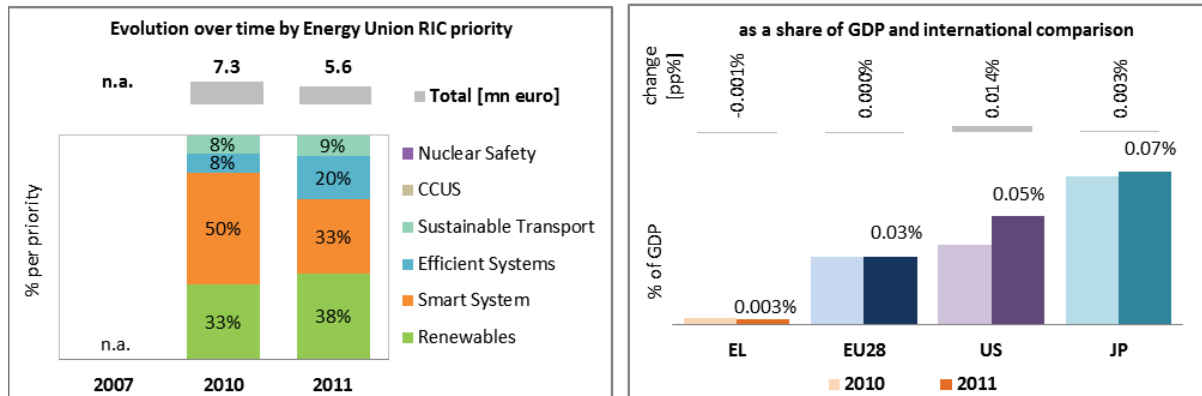 Evolution over time by Energy Union RIC priority
n.a.
7.3
5.6
Total [mn euro]
% per priority
n.a.
33%
50%
8%
8%
38%
33%
20%
9%
Nuclear Safety
CCUS
Sustainable Transport
Efficient Systems
Smart System
Renewables
2007
2010
2011
as a share of GDP and international comparison
change
[pp%]
-0.001%
0.000%
0.014%
0.003%
% of GDP
0.003%
0.03%
0.05%
0.07%
EL
EU28
US
JP
2010
2011